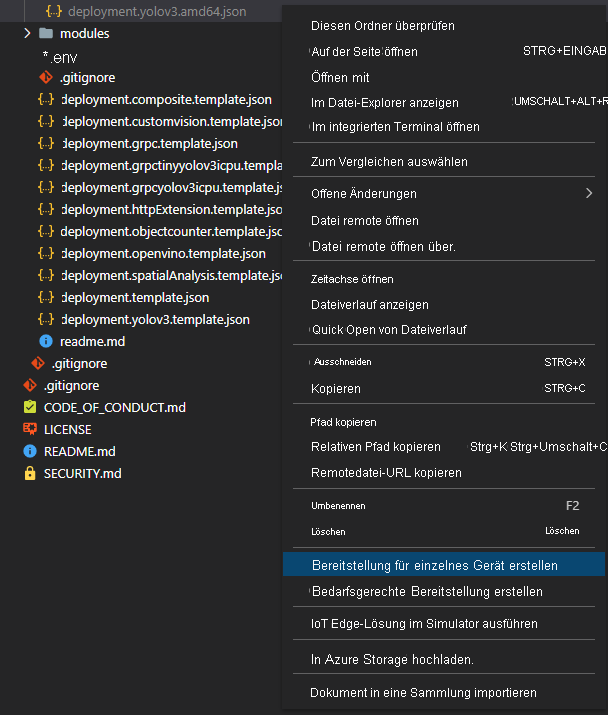 deployment.yolov3.amd64.json
modules
*.env
.gitignore
deployment.composite.template.json
deployment.customvision.template.json
deployment.grpc.template.json
deployment.grpctinyyolov3icpu.templa
deployment.grpcyolov3icpu.template.js
deployment.httpExtension.template.jso
deployment.objectcounter.template.jsc
deployment.openvino.template.json
deployment.spatialAnalysis.template.js
deployment.template.json
deployment.yolov3.template.json
readme.md
.gitignore
.gitignore
CODE_OF_CONDUCT.md
LICENSE
README.md
SECURITY.md
Diesen Ordner überprüfen
Auf der Seite öffnen STRG+EINGAB
Öffnen mit
Im Datei-Explorer anzeigen UMSCHALT+ALT+R
Im integrierten Terminal öffnen
Zum Vergleichen auswählen
Offene Änderungen
Datei remote öffnen
Datei remote öffnen über.
Zeitachse öffnen
Dateiverlauf anzeigen
Quick Open von Dateiverlauf
Ausschneiden STRG+X
Kopieren STRG+C
Pfad kopieren
Relativen Pfad kopieren Strg+K Strg+Umschalt+C
Remotedatei-URL kopieren
Umbenennen F2
Löschen Löschen
Bereitstellung für einzelnes Gerät erstellen
Bedarfsgerechte Bereitstellung erstellen
IoT Edge-Lösung im Simulator ausführen
In Azure Storage hochladen.
Dokument in eine Sammlung importieren